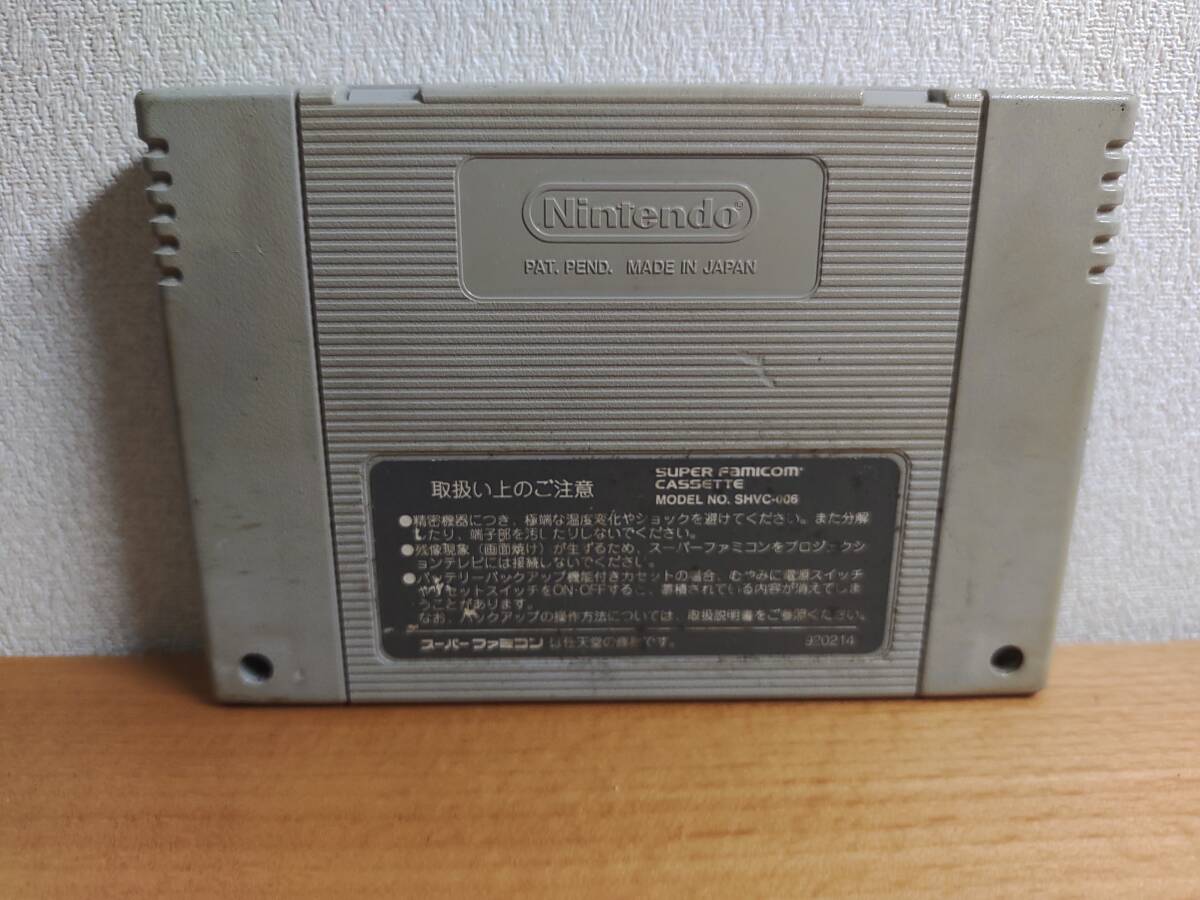 Nintendo®
PAT. PEND. MADE IN JAPAN
取扱い上のご注意
SUPER FAMICOM
CASSETTE
MODEL NO. SHVC-006
●精密機器につき、極端な温度変化やショックを避けてください。また分解
したり、端子部を汚したりしないでください。
●残像現象(画面焼け)が生ずるため、スーパーファミコンをプロジェクシ
ョンテレビには接続しないでください。
●バッテリーバックアップ機能付きカセットの場合、むやみに電源スイッチ
やリセットスイッチをON・OFFすると、蓄積されている内容が消えてしま
うことがあります。
なお、バックアップの操作方法については、取扱説明書をご参照ください。
スーパーファミコン は任天堂の商標です。
920214